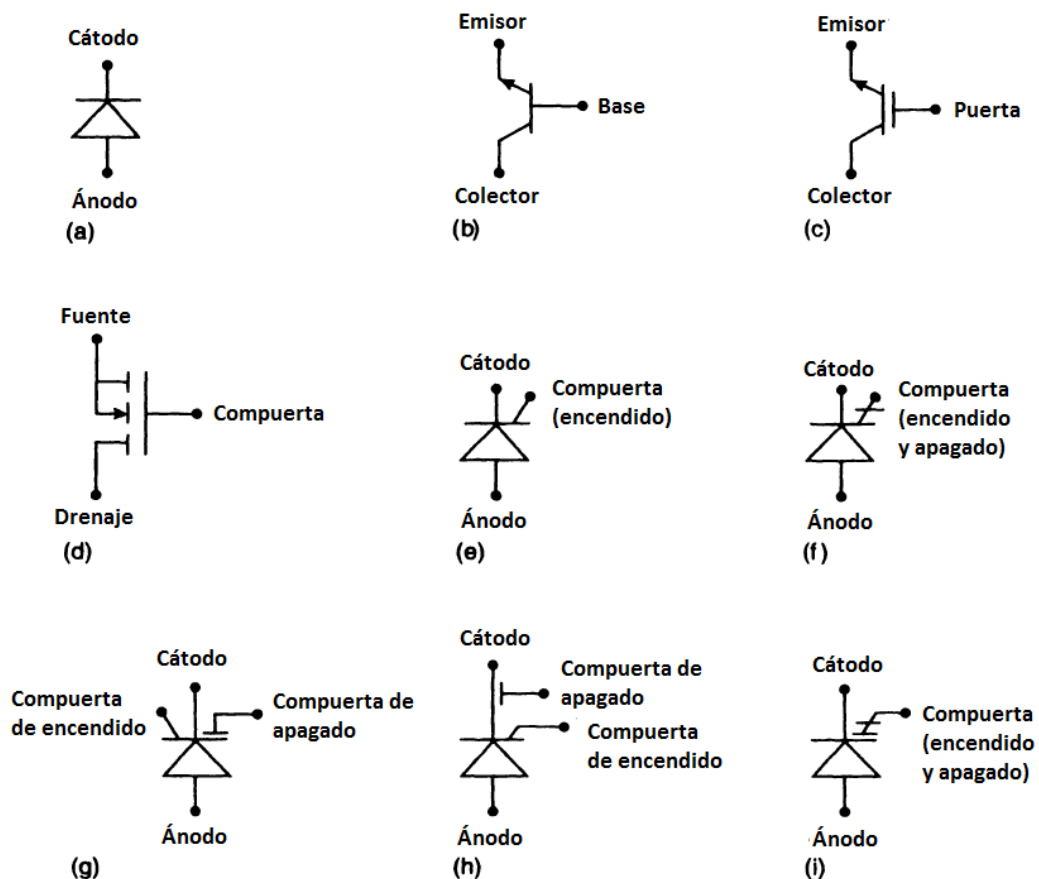 Cátodo
Ánodo
(a)
Emisor
Base
Colector
(b)
Emisor
Puerta
Colector
(c)
Fuente
Compuerta
Drenaje
(d)
Cátodo
Compuerta
(encendido)
Ánodo
(e)
Cátodo
Compuerta
(encendido
y apagado)
Ánodo
(f)
Cátodo
Compuerta
de encendido
Compuerta de
apagado
Ánodo
(g)
Cátodo
Compuerta de
apagado
Compuerta
de encendido
Ánodo
(h)
Cátodo
Compuerta
(encendido
y apagado)
Ánodo
(i)